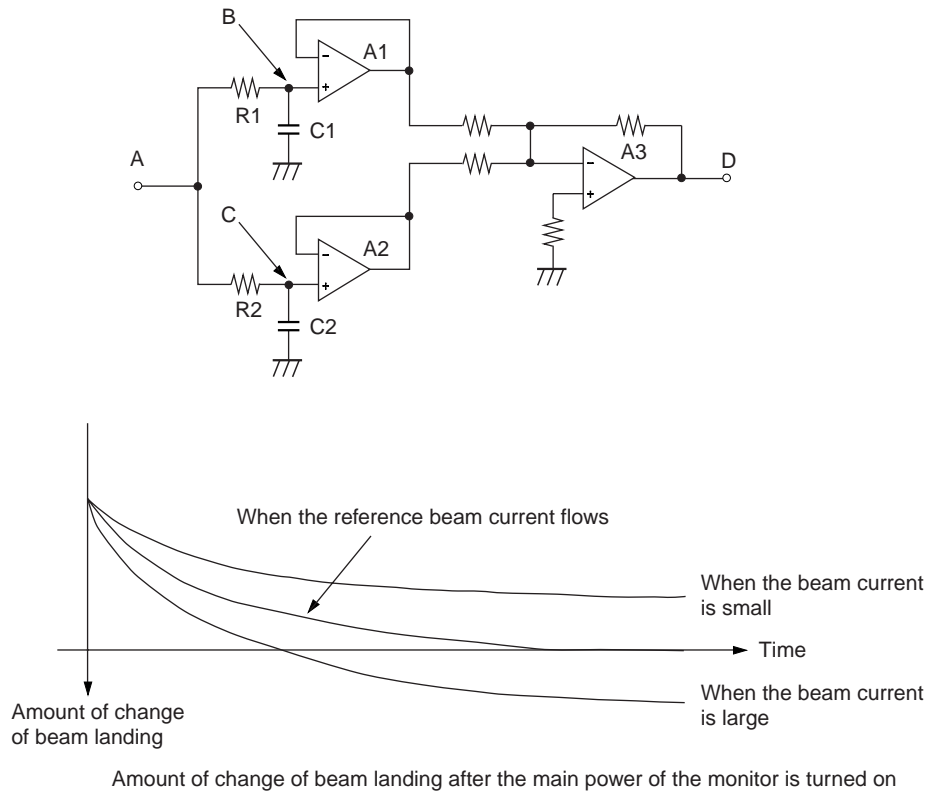 B
A1
R1
C1
A
A3
D
C
A2
R2
C2
When the reference beam current flows
When the beam current
is small
Time
When the beam current
is large
Amount of change
of beam landing
Amount of change of beam landing after the main power of the monitor is turned on